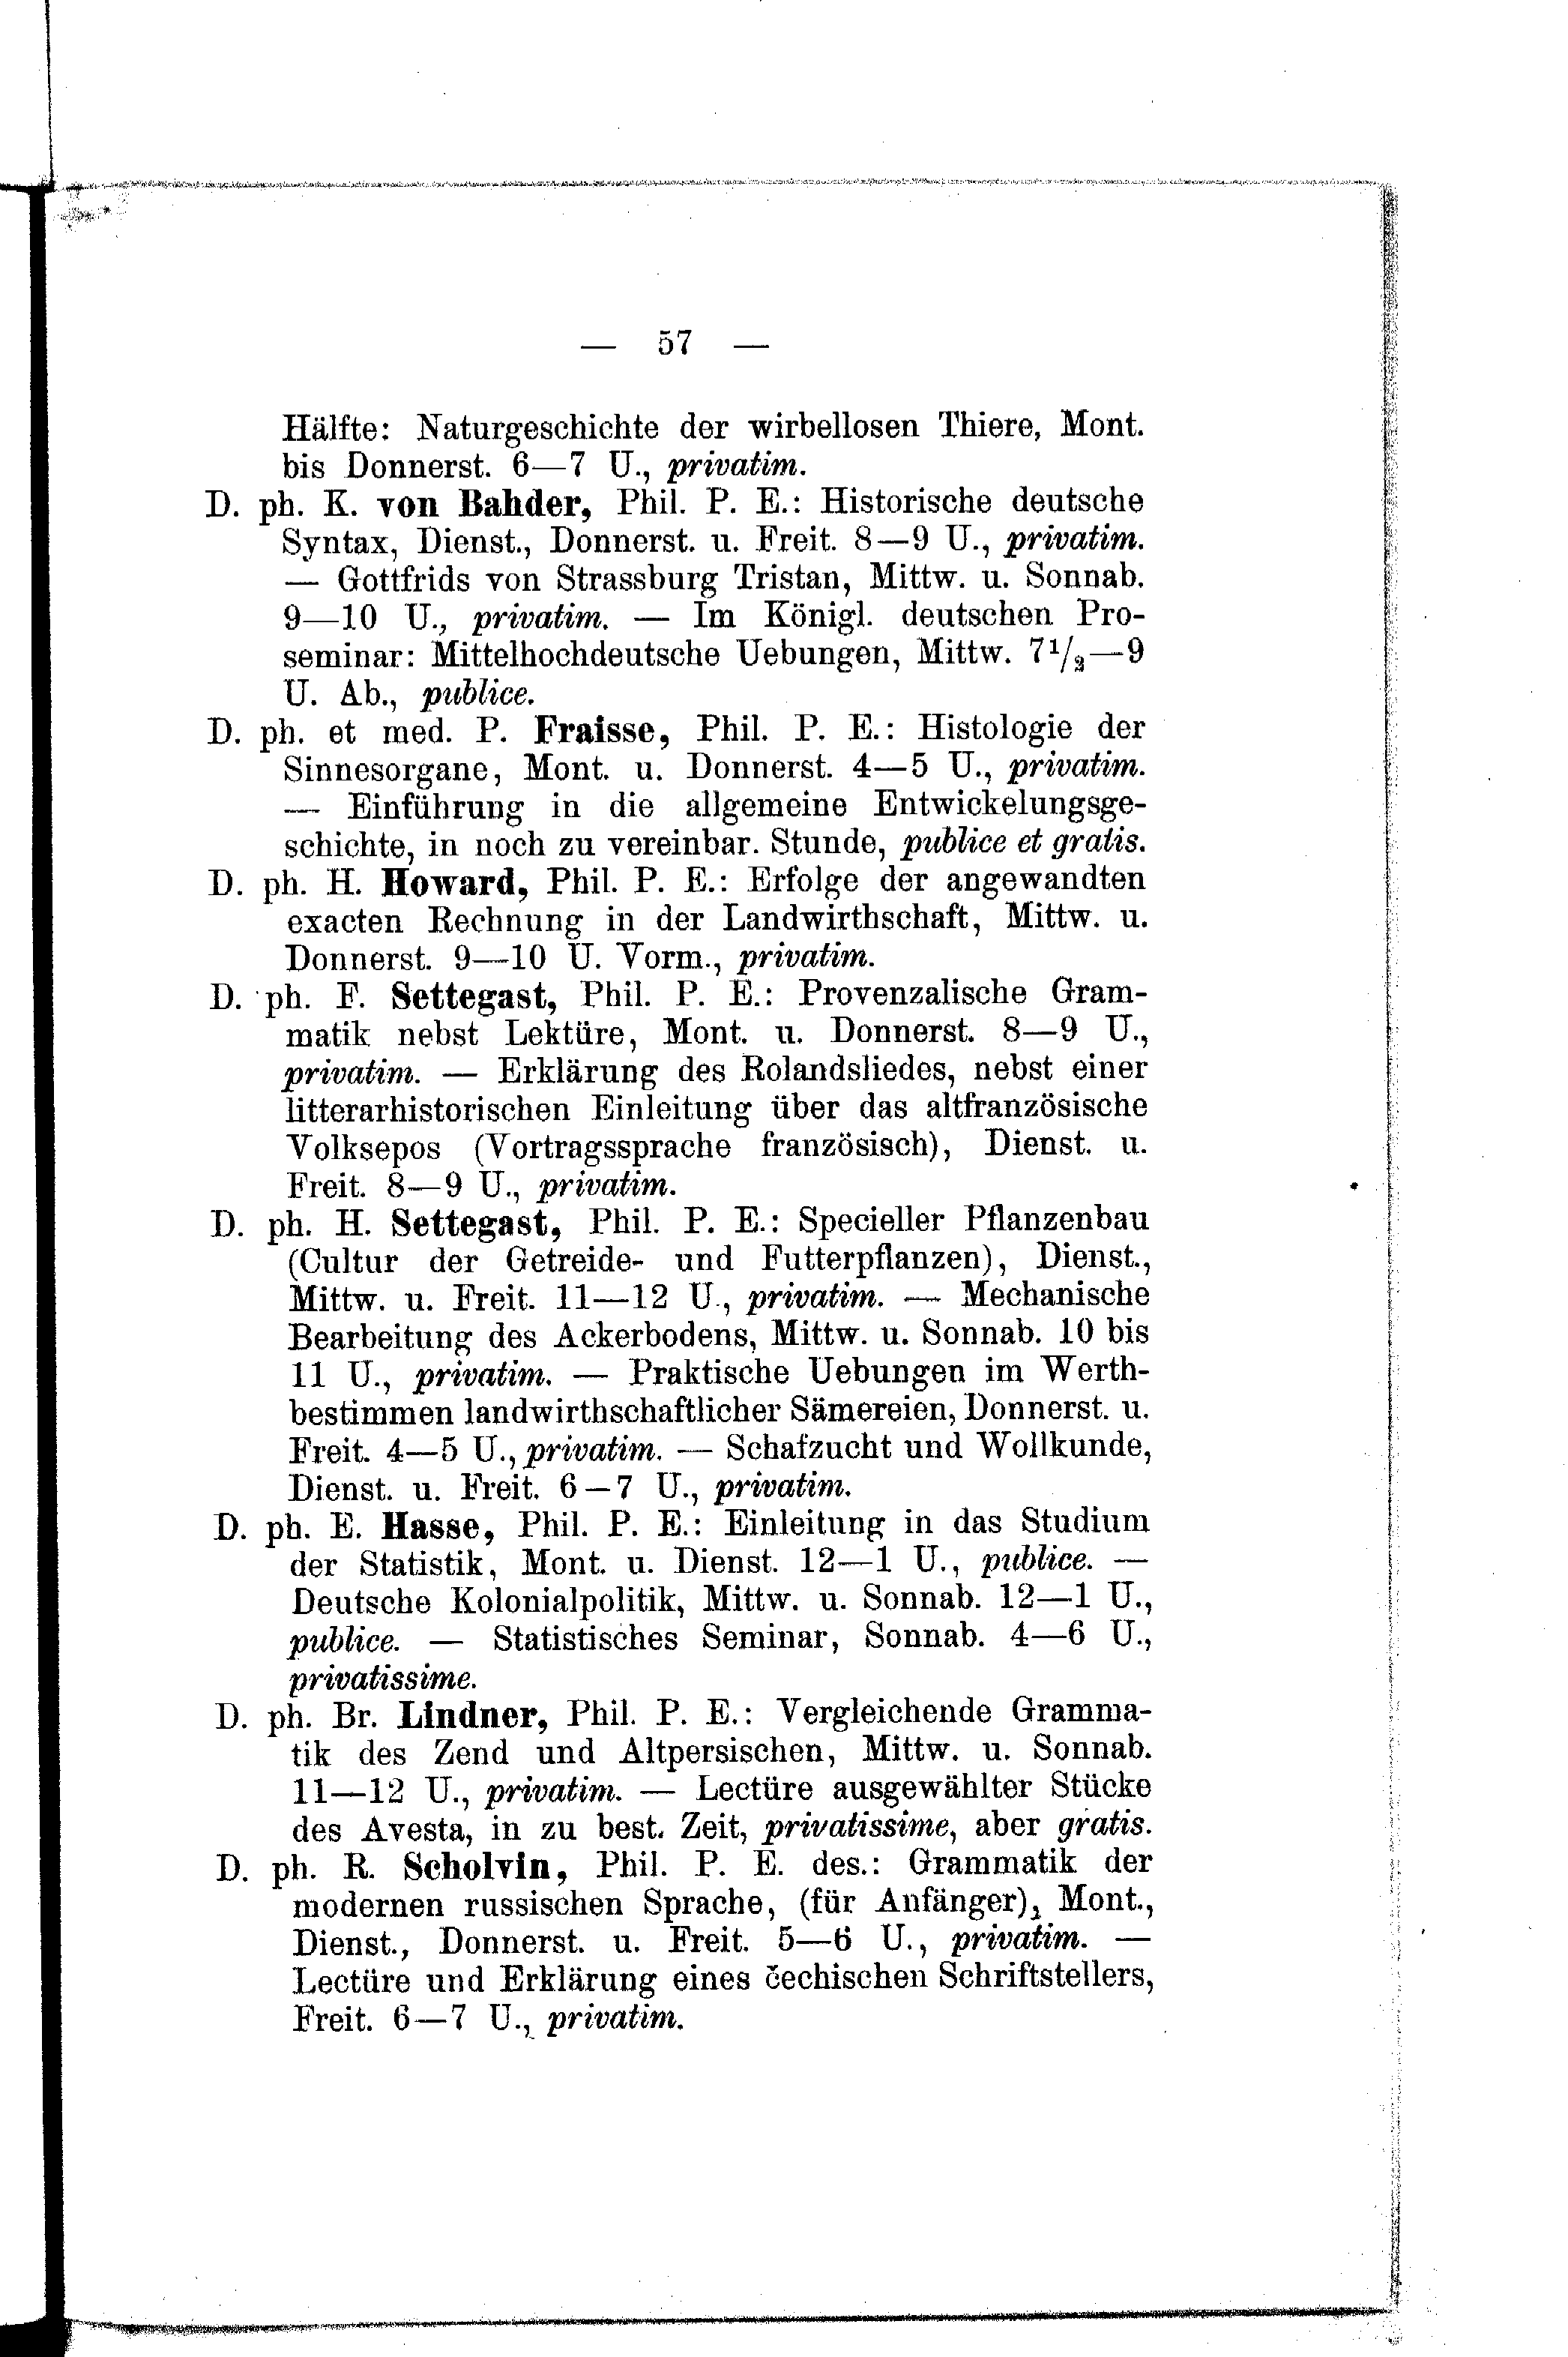 — 57 —
Hälfte: Naturgeschichte der wirbellosen Thiere, Mont.
bis Donnerst. 6—7 U., privatim.
D. ph. K. von Bahder, Phil. P. E.: Historische deutsche
Syntax, Dienst., Donnerst. u. Freit. 8—9 U., privatim.
— Gottfrids von Strassburg Tristan, Mittw. u. Sonnab.
9—10 U., privatim. — Im Königl. deutschen Pro-
seminar: Mittelhochdeutsche Uebungen, Mittw. 7 1/2—9
U. Ab., publice.
D. ph. et med. P. Fraisse, Phil. P. E.: Histologie der
Sinnesorgane, Mont. u. Donnerst. 4—5 U., privatim.
— Einführung in die allgemeine Entwickelungsge-
schichte, in noch zu vereinbar. Stunde, publice et gratis.
D. ph. H. Howard, Phil. P. E.: Erfolge der angewandten
exacten Rechnung in der Landwirthschaft, Mittw. u.
Donnerst. 9—10 U. Vorm., privatim.
D. ph. F. Settegast, Phil. P. E.: Provenzalische Gram-
matik nebst Lektüre, Mont. u. Donnerst. 8—9 U.,
privatim. — Erklärung des Rolandsliedes, nebst einer
litterarhistorischen Einleitung über das altfranzösische
Volksepos (Vortragssprache französisch), Dienst. u.
Freit. 8—9 U., privatim.
D. ph. H. Settegast, Phil. P. E.: Specieller Pflanzenbau
(Cultur der Getreide- und Futterpflanzen), Dienst.,
Mittw. u. Freit. 11—12 U., privatim. — Mechanische
Bearbeitung des Ackerbodens, Mittw. u. Sonnab. 10 bis
11 U., privatim. — Praktische Uebungen im Werth-
bestimmen landwirthschaftlicher Sämereien, Donnerst. u.
Freit. 4—5 U., privatim. — Schafzucht und Wollkunde,
Dienst. u. Freit. 6—7 U., privatim.
D. ph. E. Hasse, Phil. P. E.: Einleitung in das Studium
der Statistik, Mont. u. Dienst. 12—1 U., publice. —
Deutsche Kolonialpolitik, Mittw. u. Sonnab. 12—1 U.,
publice. — Statistisches Seminar, Sonnab. 4—6 U.,
privatissime.
D. ph. Br. Lindner, Phil. P. E.: Vergleichende Gramma-
tik des Zend und Altpersischen, Mittw. u. Sonnab.
11—12 U., privatim. — Lectüre ausgewählter Stücke
des Avesta, in zu best. Zeit, privatissime, aber gratis.
D. ph. R. Scholvin, Phil. P. E. des.: Grammatik der
modernen russischen Sprache, (für Anfänger), Mont.,
Dienst., Donnerst. u. Freit. 5—6 U., privatim. —
Lectüre und Erklärung eines čechischen Schriftstellers,
Freit. 6—7 U., privatim.